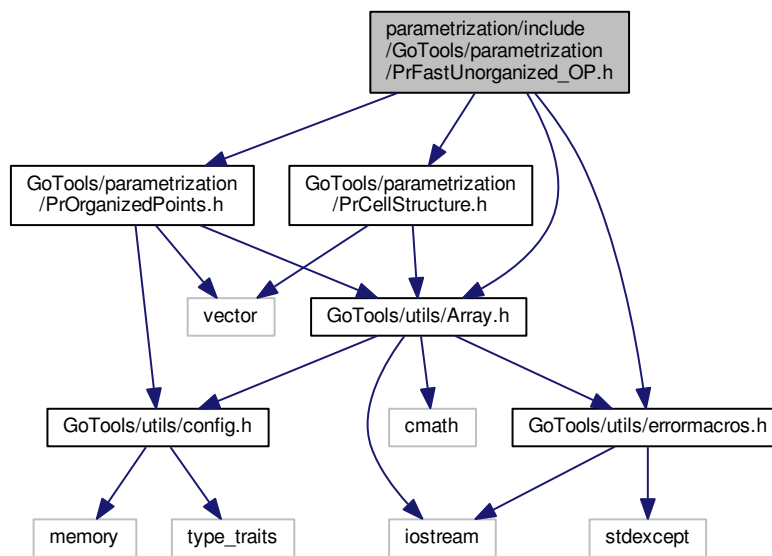 parametrization/include
/GoTools/parametrization
/PrFastUnorganized_OP.h
GoTools/parametrization
/PrOrganizedPoints.h
GoTools/parametrization
/PrCellStructure.h
vector
GoTools/utils/Array.h
GoTools/utils/config.h
cmath
GoTools/utils/errormacros.h
memory
type_traits
iostream
stdexcept